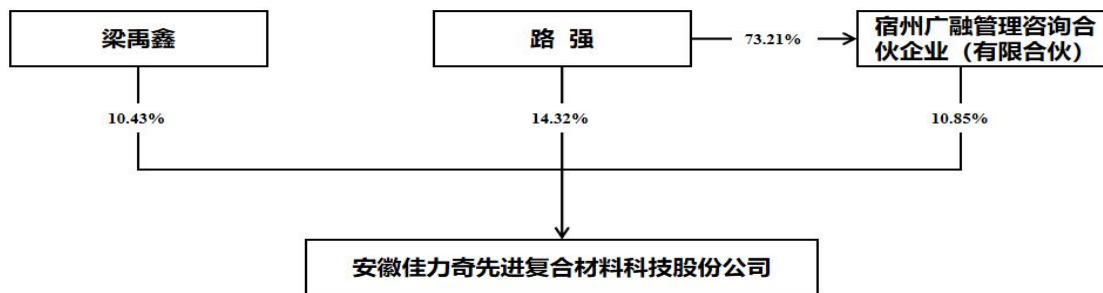 梁禹鑫
路 强
73.21%
宿州广融管理咨询合
伙企业（有限合伙）
10.43%
14.32%
10.85%
安徽佳力奇先进复合材料科技股份公司